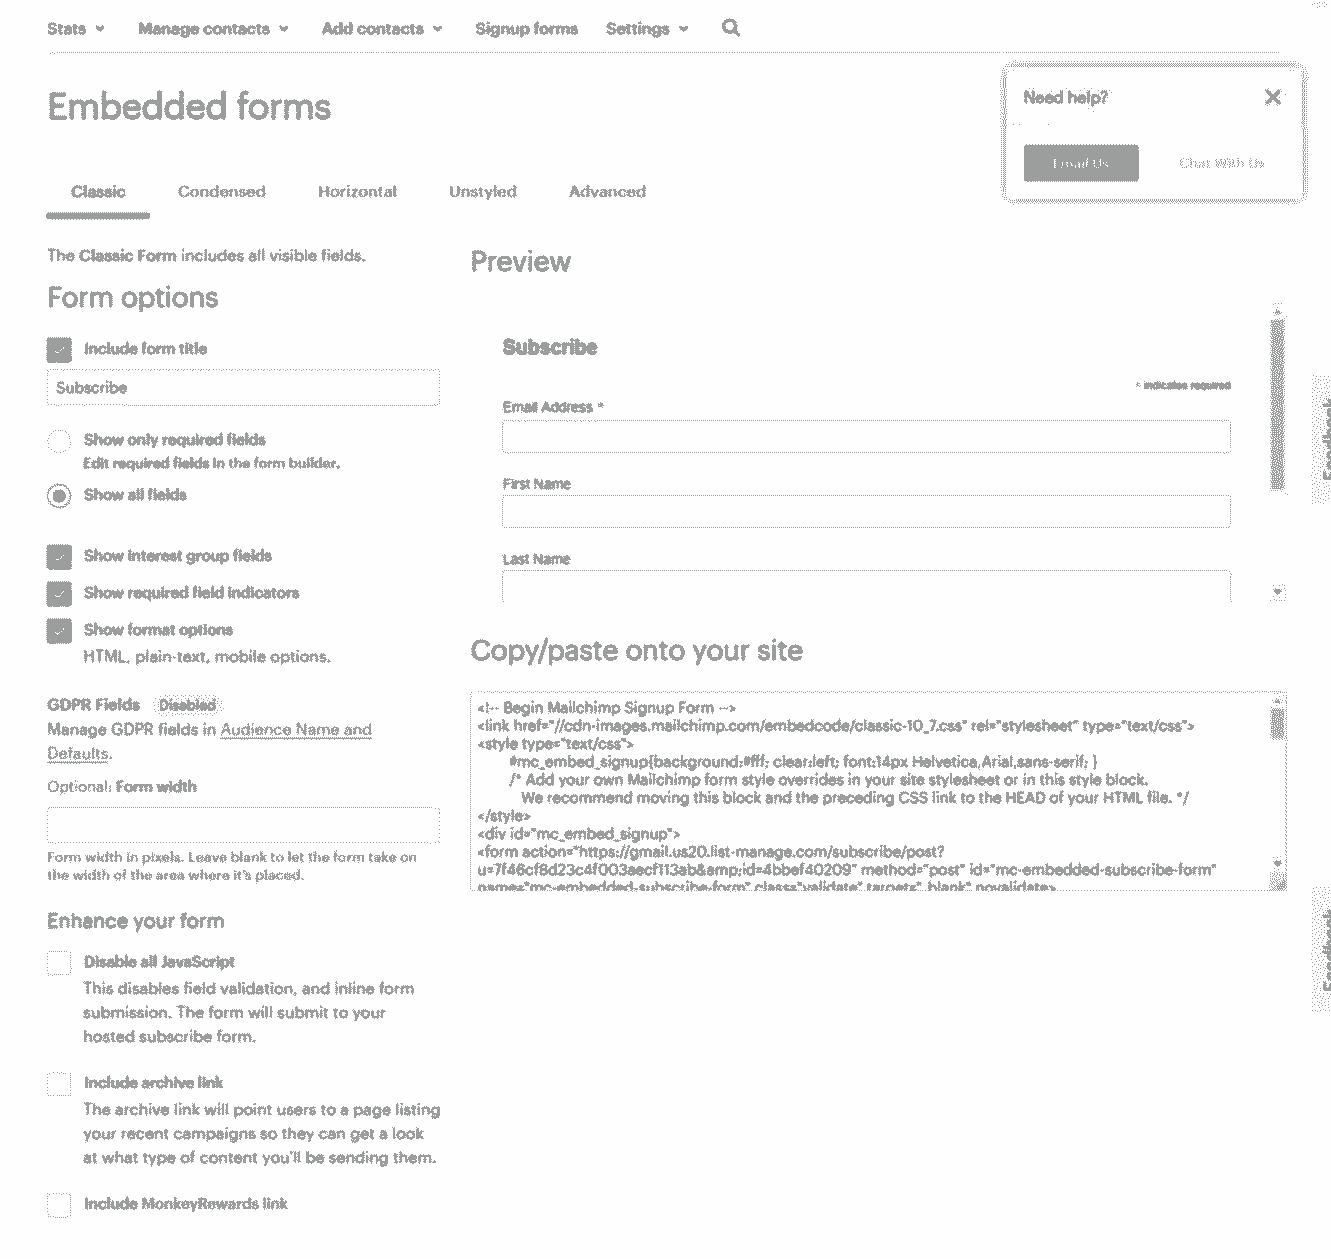 Stats Manage contacts Add contacts Signup forms Settings
Embedded forms
Need help?
Email Us Chat With Us
Classic Condensed Horizontal Unstyled Advanced
The Classic Form includes all visible fields.
Form options
Include form title
Subscribe
Show only required fields
Edit required fields in the form builder.
Show all fields
Show interest group fields
Show required field indicators
Show format options
HTML, plain-text, mobile options.
GDPR Fields Disabled
Manage GDPR fields in Audience Name and
Defaults.
Optional: Form width
Form width in pixels. Leave blank to let the form take on
the width of the area where it's placed.
Enhance your form
Disable all JavaScript
This disables field validation, and inline form
submission. The form will submit to your
hosted subscribe form.
Include archive link
The archive link will point users to a page listing
your recent campaigns so they can get a look
at what type of content you'll be sending them.
Include MonkeyRewards link
Preview
Subscribe
* indicates required
Email Address *
First Name
Last Name
Copy/paste onto your site
<!-- Begin Mailchimp Signup Form -->
<link href="//cdn-images.mailchimp.com/embedcode/classic-10_7.css" rel="stylesheet" type="text/css">
<style type="text/css">
#mc_embed_signup{background:#fff; clear:left; font:14px Helvetica,Arial,sans-serif; }
/* Add your own Mailchimp form style overrides in your site stylesheet or in this style block.
We recommend moving this block and the preceding CSS link to the HEAD of your HTML file. */
</style>
<div id="mc_embed_signup">
<form action="https://gmail.us20.list-manage.com/subscribe/post?
u=7f46cf8d23c4f003aecf113ab&amp;id=4bbef40209" method="post" id="mc-embedded-subscribe-form"
name="mc-embedded-subscribe-form" class="validate" target="_blank" novalidate>
Feedback
Feedback